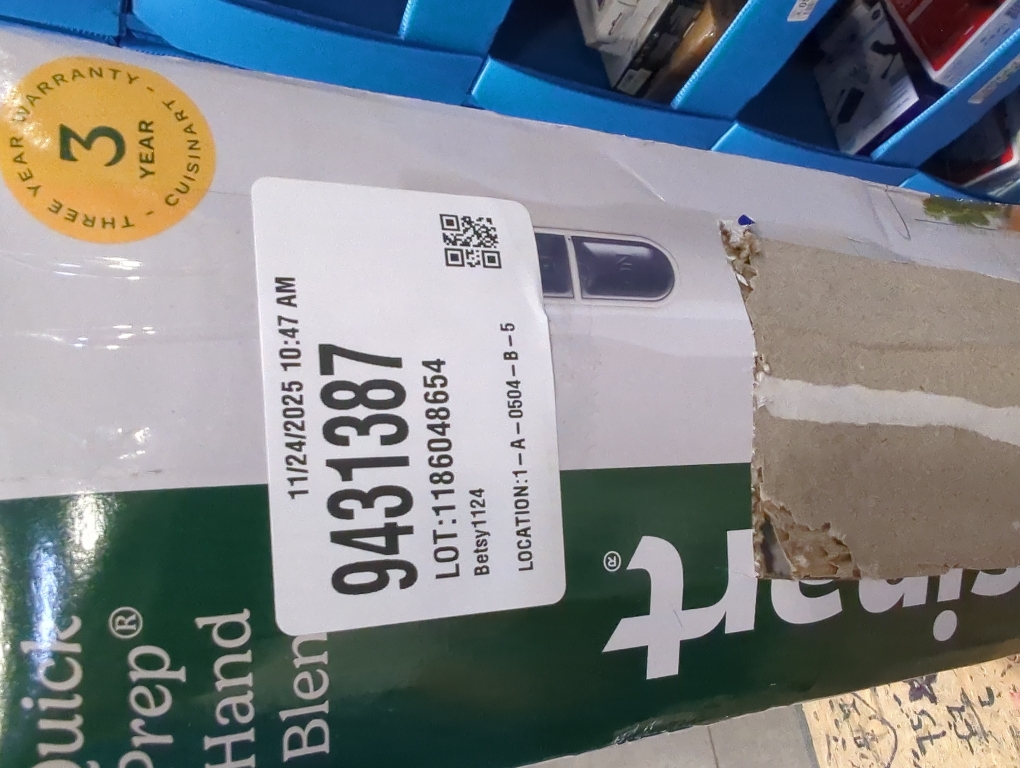 THREE YEAR WARRANTY - CUISINART -
3
YEAR
11/24/2025 10:47 AM
9431387
LOT:1186048654
Betsy1124
LOCATION:1-A-0504-B-5
Quick
Prep®
Hand
Blen
inart®